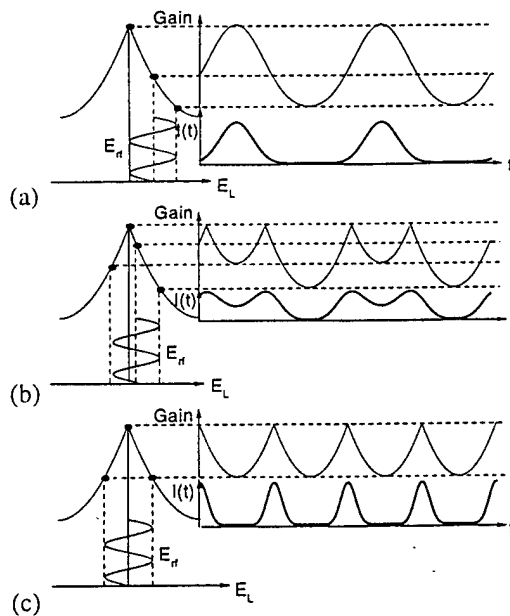 Gain
I(t)
E_rf
E_L
t
(a)
Gain
I(t)
E_rf
E_L
(b)
Gain
I(t)
E_rf
E_L
(c)